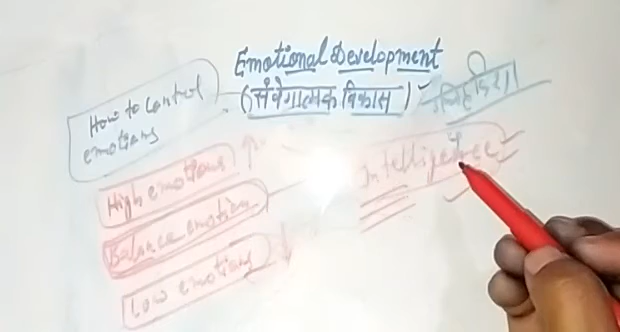 Emotional Development
(संवेगात्मक विकास) -
How to control
emotions
High emotions ↑
Balance emotion
Low emotions ↓
Intelligence